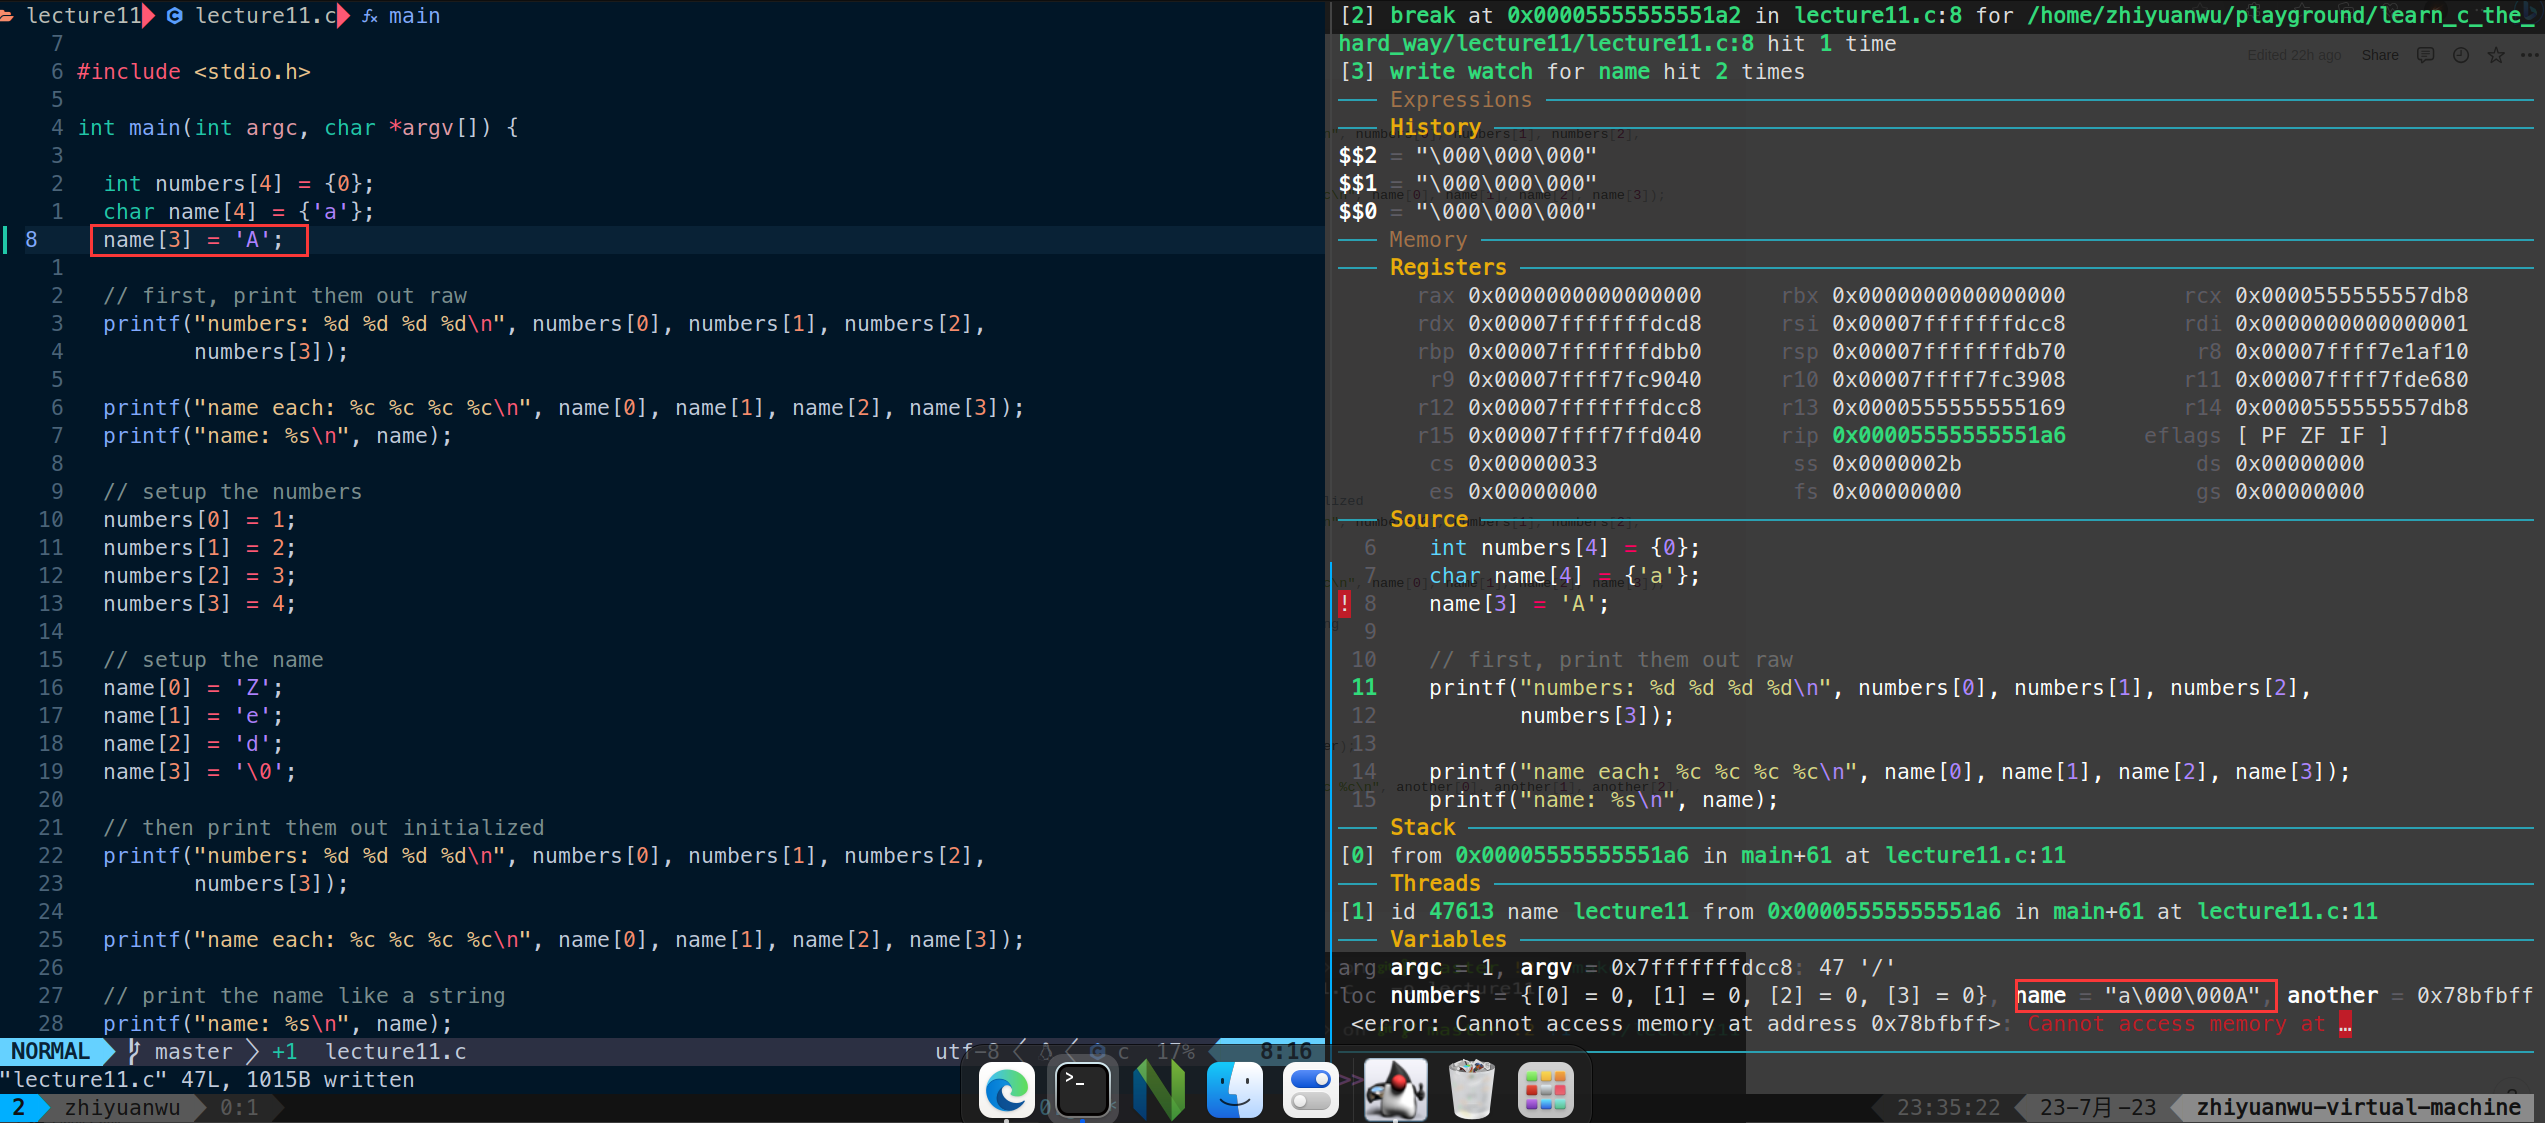 lecture11 lecture11.c main
7
6 #include <stdio.h>
5
4 int main(int argc, char *argv[]) {
3
2 int numbers[4] = {0};
1 char name[4] = {'a'};
8 name[3] = 'A';
1
2 // first, print them out raw
3 printf("numbers: %d %d %d %d\n", numbers[0], numbers[1], numbers[2],
4 numbers[3]);
5
6 printf("name each: %c %c %c %c\n", name[0], name[1], name[2], name[3]);
7 printf("name: %s\n", name);
8
9 // setup the numbers
10 numbers[0] = 1;
11 numbers[1] = 2;
12 numbers[2] = 3;
13 numbers[3] = 4;
14
15 // setup the name
16 name[0] = 'Z';
17 name[1] = 'e';
18 name[2] = 'd';
19 name[3] = '\0';
20
21 // then print them out initialized
22 printf("numbers: %d %d %d %d\n", numbers[0], numbers[1], numbers[2],
23 numbers[3]);
24
25 printf("name each: %c %c %c %c\n", name[0], name[1], name[2], name[3]);
26
27 // print the name like a string
28 printf("name: %s\n", name);
NORMAL master +1 lecture11.c utf-8 c 17% 8:16
"lecture11.c" 47L, 1015B written
2 zhiyuanwu 0:1
[2] break at 0x00005555555551a2 in lecture11.c:8 for /home/zhiyuanwu/playground/learn_c_the_
hard_way/lecture11/lecture11.c:8 hit 1 time
Edited 22h ago Share
[3] write watch for name hit 2 times
Expressions
History
$$2 = "\000\000\000"
$$1 = "\000\000\000"
$$0 = "\000\000\000"
Memory
Registers
rax 0x0000000000000000 rbx 0x0000000000000000 rcx 0x0000555555557db8
rdx 0x00007fffffffdcd8 rsi 0x00007fffffffdcc8 rdi 0x0000000000000001
rbp 0x00007fffffffdbb0 rsp 0x00007fffffffdb70 r8 0x00007ffff7e1af10
r9 0x00007ffff7fc9040 r10 0x00007ffff7fc3908 r11 0x00007ffff7fde680
r12 0x00007fffffffdcc8 r13 0x0000555555555169 r14 0x0000555555557db8
r15 0x00007ffff7ffd040 rip 0x00005555555551a6 eflags [ PF ZF IF ]
cs 0x00000033 ss 0x0000002b ds 0x00000000
es 0x00000000 fs 0x00000000 gs 0x00000000
Source
6 int numbers[4] = {0};
7 char name[4] = {'a'};
! 8 name[3] = 'A';
9
10 // first, print them out raw
11 printf("numbers: %d %d %d %d\n", numbers[0], numbers[1], numbers[2],
12 numbers[3]);
13
14 printf("name each: %c %c %c %c\n", name[0], name[1], name[2], name[3]);
15 printf("name: %s\n", name);
Stack
[0] from 0x00005555555551a6 in main+61 at lecture11.c:11
Threads
[1] id 47613 name lecture11 from 0x00005555555551a6 in main+61 at lecture11.c:11
Variables
arg argc = 1, argv = 0x7fffffffdcc8: 47 '/'
loc numbers = {[0] = 0, [1] = 0, [2] = 0, [3] = 0}, name = "a\000\000A", another = 0x78bfbff
<error: Cannot access memory at address 0x78bfbff>: Cannot access memory at …
>>>
23:35:22 23-7月-23 zhiyuanwu-virtual-machine